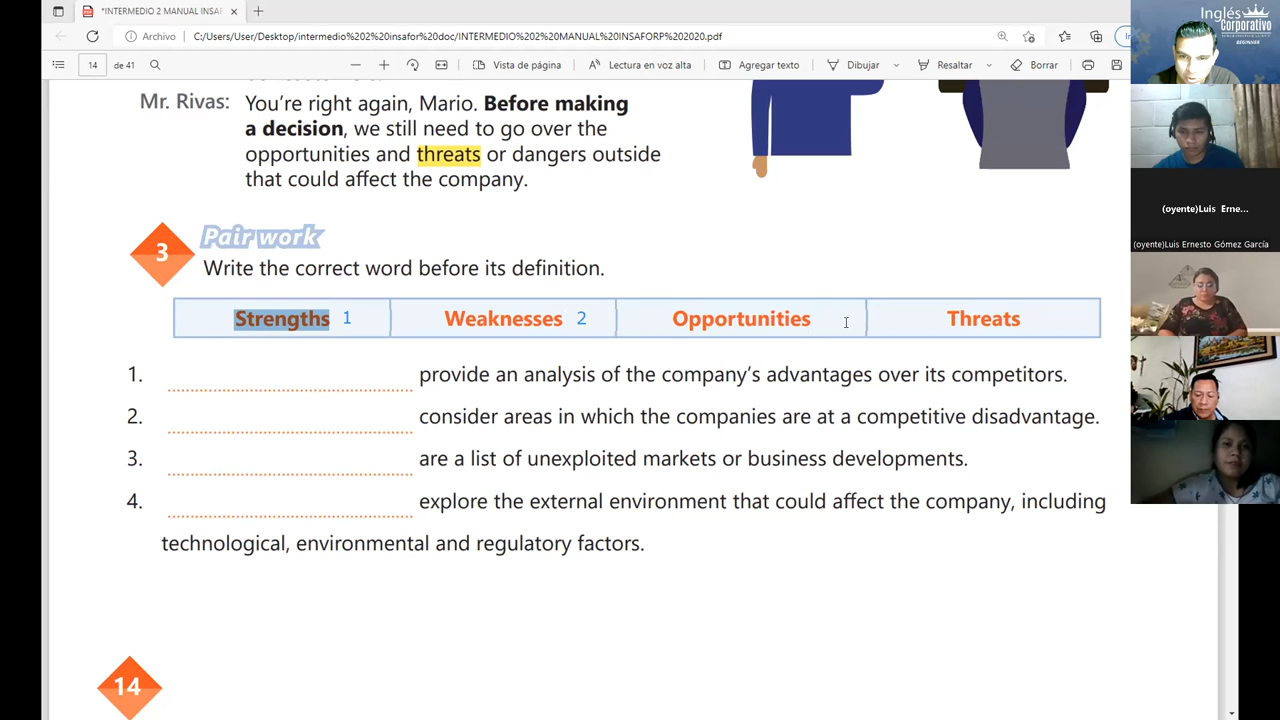 *INTERMEDIO 2 MANUAL INSAF
Archivo
C:/Users/User/Desktop/intermedio%202%20insafor%20doc/INTERMEDIO%202%20MANUAL%20INSAFORP%202020.pdf
14 de 41
Vista de página
Lectura en voz alta
Agregar texto
Dibujar
Resaltar
Borrar
Inglés
Corporativo
BEGINNER
Mr. Rivas: You're right again, Mario. Before making
a decision, we still need to go over the
opportunities and threats or dangers outside
that could affect the company.
3 Pair work
Write the correct word before its definition.
Strengths 1 Weaknesses 2 Opportunities Threats
1. provide an analysis of the company's advantages over its competitors.
2. consider areas in which the companies are at a competitive disadvantage.
3. are a list of unexploited markets or business developments.
4. explore the external environment that could affect the company, including
technological, environmental and regulatory factors.
14
(oyente)Luis Erne...
(oyente)Luis Ernesto Gómez García